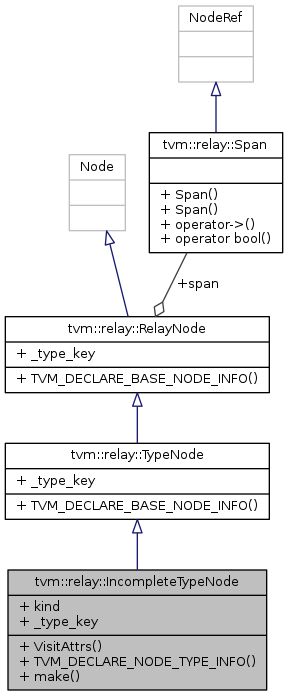 NodeRef
tvm::relay::Span
+ Span()
+ Span()
+ operator->()
+ operator bool()
Node
+span
tvm::relay::RelayNode
+ _type_key
+ TVM_DECLARE_BASE_NODE_INFO()
tvm::relay::TypeNode
+ _type_key
+ TVM_DECLARE_BASE_NODE_INFO()
tvm::relay::IncompleteTypeNode
+ kind
+ _type_key
+ VisitAttrs()
+ TVM_DECLARE_NODE_TYPE_INFO()
+ make()